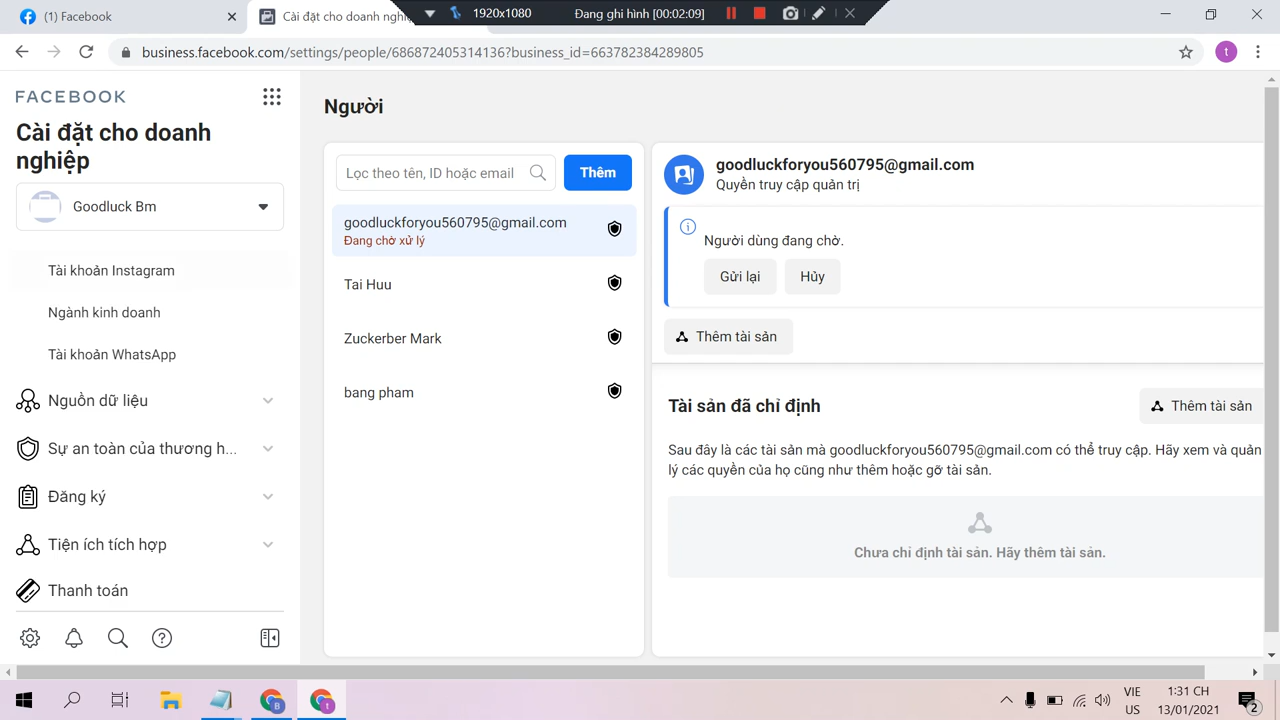 (1) Facebook
Cài đặt cho doanh nghiệ
1920x1080
Đang ghi hình [00:02:09]
business.facebook.com/settings/people/686872405314136?business_id=663782384289805
t
FACEBOOK
Cài đặt cho doanh
nghiệp
Goodluck Bm
Tài khoản Instagram
Ngành kinh doanh
Tài khoản WhatsApp
Nguồn dữ liệu
Sự an toàn của thương h...
Đăng ký
Tiện ích tích hợp
Thanh toán
Người
Lọc theo tên, ID hoặc email
Thêm
goodluckforyou560795@gmail.com
Đang chờ xử lý
Tai Huu
Zuckerber Mark
bang pham
goodluckforyou560795@gmail.com
Quyền truy cập quản trị
Người dùng đang chờ.
Gửi lại
Hủy
Thêm tài sản
Tài sản đã chỉ định
Thêm tài sản
Sau đây là các tài sản mà goodluckforyou560795@gmail.com có thể truy cập. Hãy xem và quản
lý các quyền của họ cũng như thêm hoặc gỡ tài sản.
Chưa chỉ định tài sản. Hãy thêm tài sản.
B
t
VIE
US
1:31 CH
13/01/2021
2